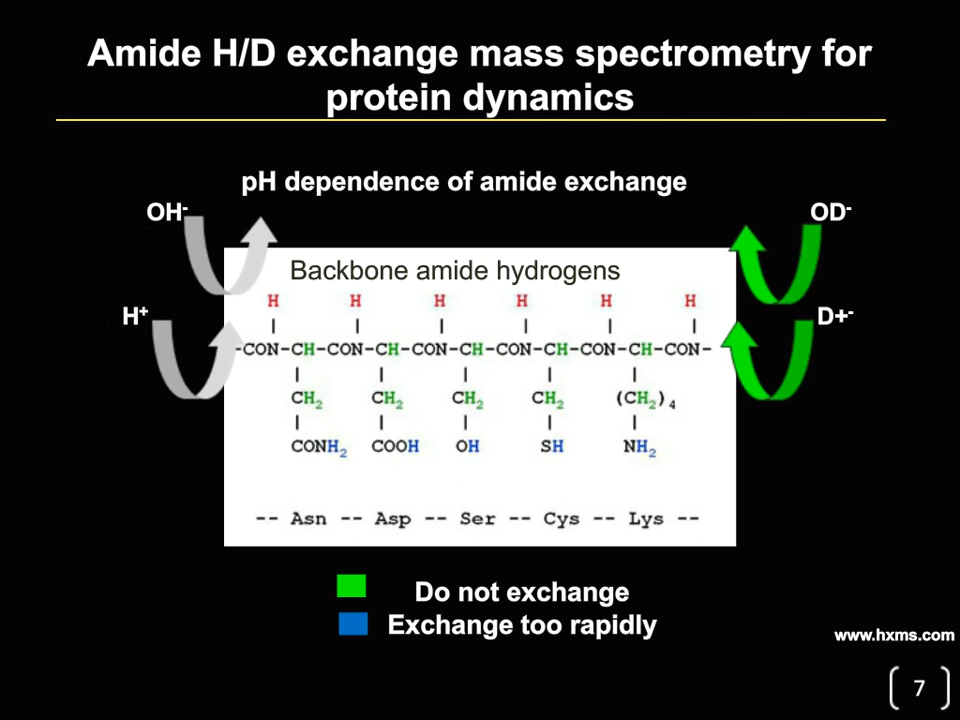 Amide H/D exchange mass spectrometry for
protein dynamics
pH dependence of amide exchange
OH-
OD-
Backbone amide hydrogens
H H H H H H
H+
D+-
-CON-CH-CON-CH-CON-CH-CON-CH-CON-CH-CON-
CH2 CH2 CH2 CH2 (CH2)4
CONH2 COOH OH SH NH2
-- Asn -- Asp -- Ser -- Cys -- Lys --
Do not exchange
Exchange too rapidly
www.hxms.com
7